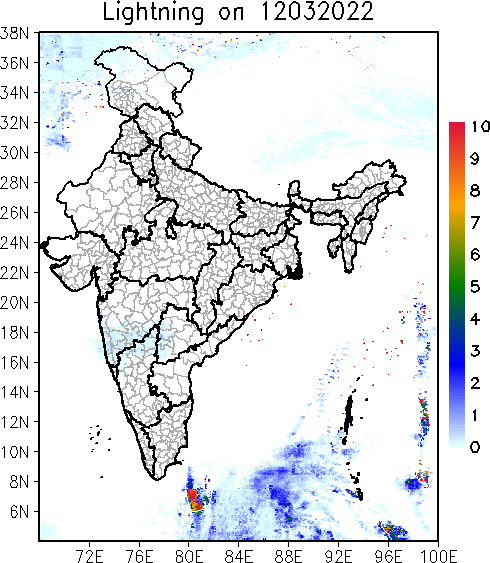 Lightning on 12032022
38N
36N
34N
32N
30N
28N
26N
24N
22N
20N
18N
16N
14N
12N
10N
8N
6N
72E 76E 80E 84E 88E 92E 96E 100E
10
9
8
7
6
5
4
3
2
1
0